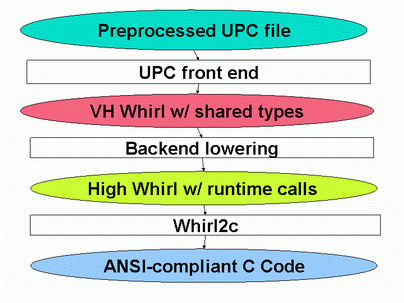 Preprocessed UPC file
UPC front end
VH Whirl w/ shared types
Backend lowering
High Whirl w/ runtime calls
Whirl2c
ANSI-compliant C Code